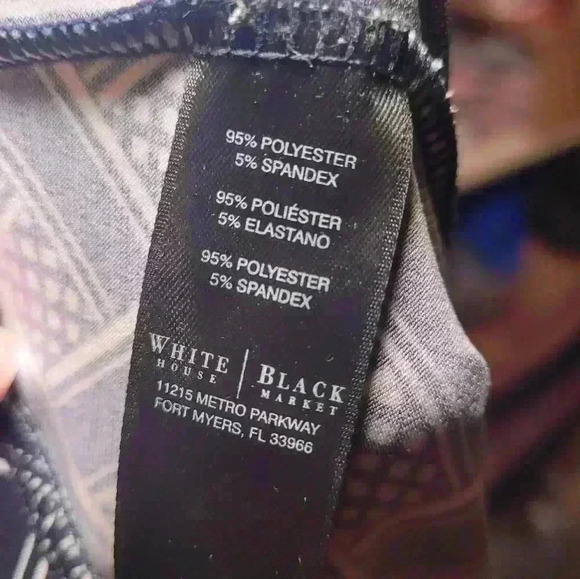 95% POLYESTER
5% SPANDEX
95% POLIÉSTER
5% ELASTANO
95% POLYESTER
5% SPANDEX
WHITE | BLACK
HOUSE MARKET
11215 METRO PARKWAY
FORT MYERS, FL 33966